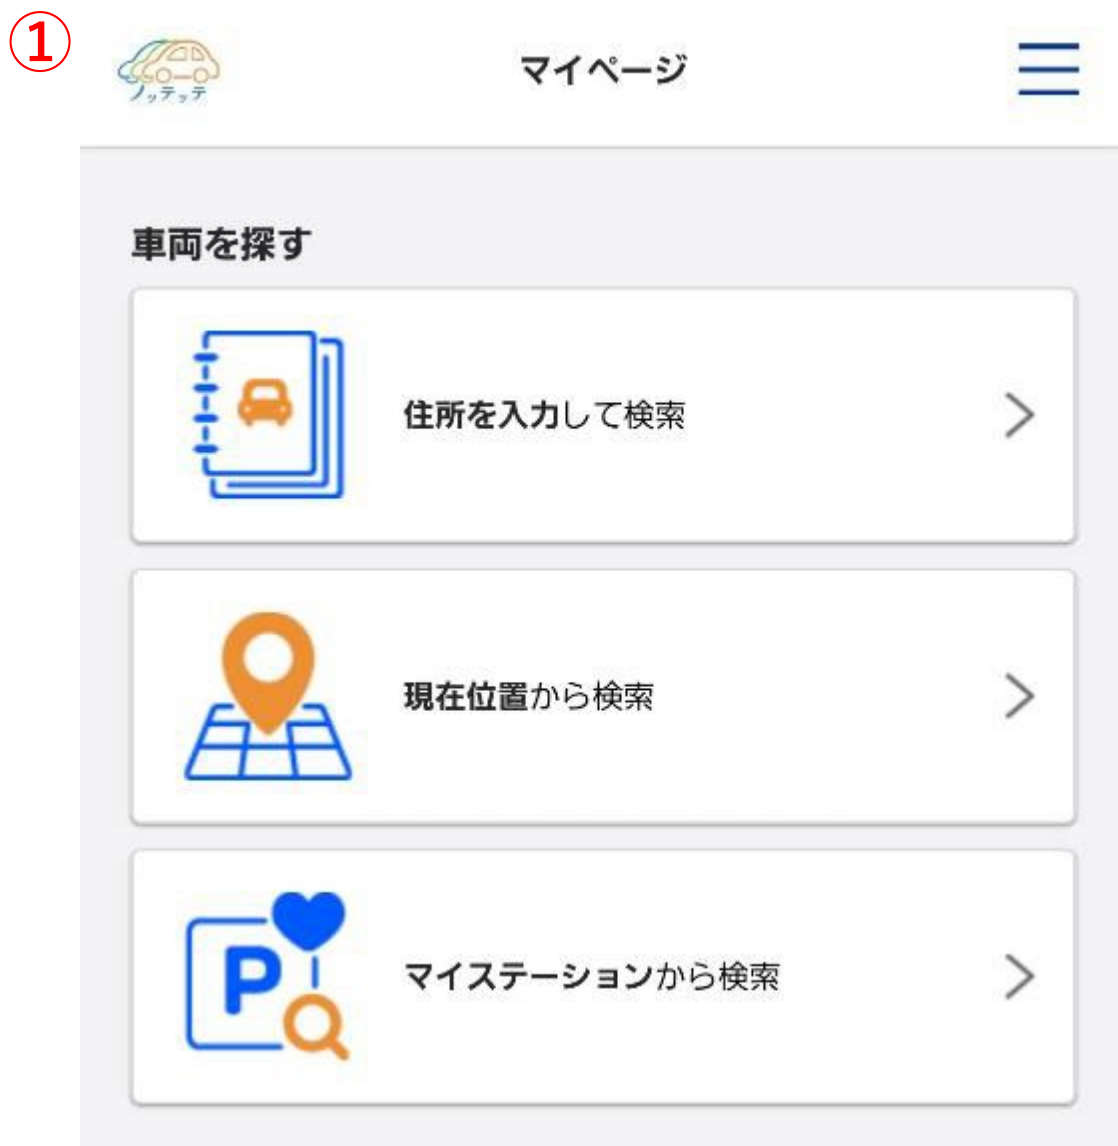 ①
ノッテッテ
マイページ
車両を探す
住所を入力して検索
現在位置から検索
P
マイステーションから検索